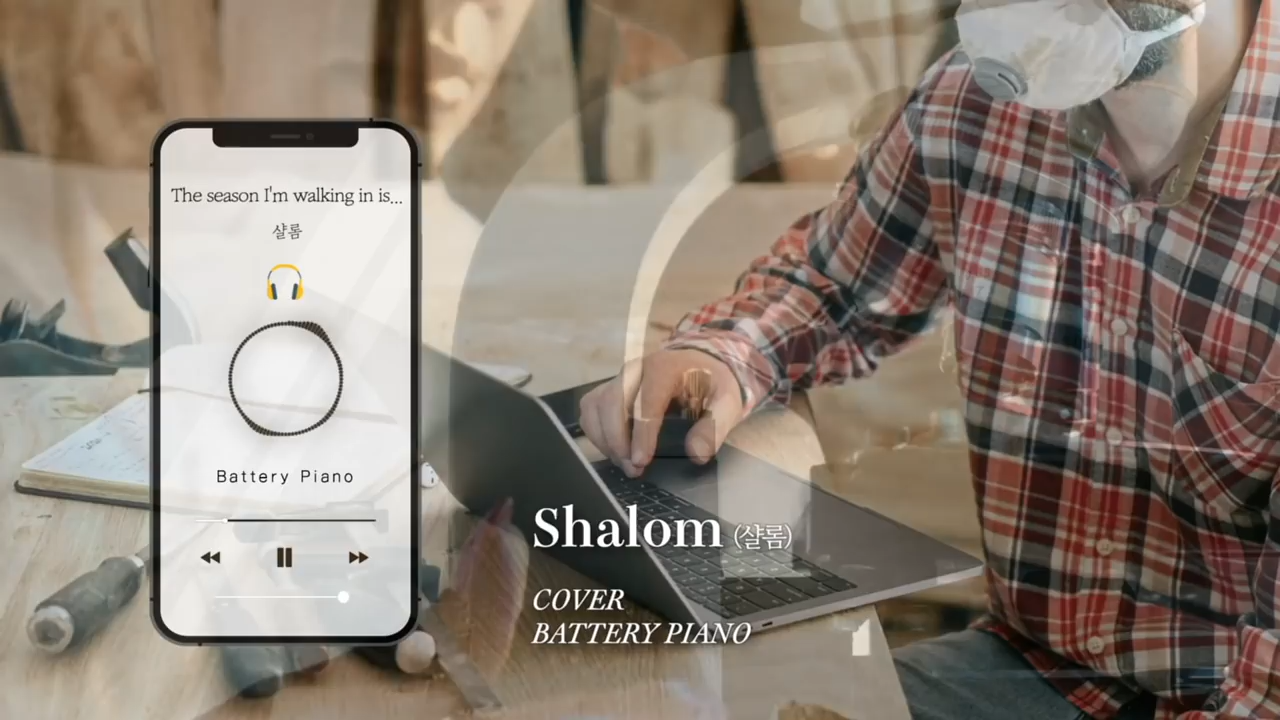 The season I'm walking in is...
샬롬
Battery Piano
Shalom (샬롬)
COVER
BATTERY PIANO